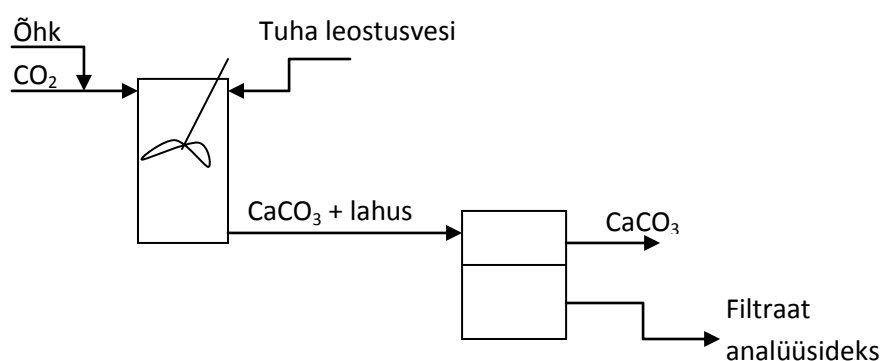 Õhk
Tuha leostusvesi
CO₂
CaCO₃ + lahus
CaCO₃
Filtraat
analüüsideks